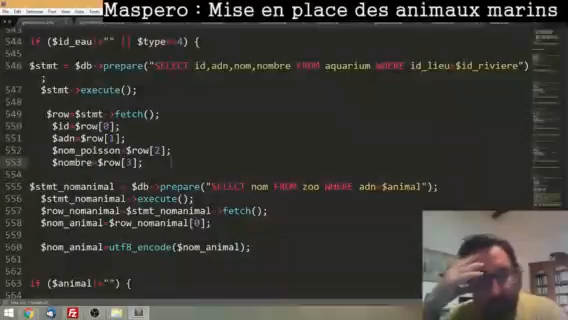 Maspero : Mise en place des animaux marins
543
544 if ($id_eau!="" || $type==4) {
545
546 $stmt = $db->prepare("SELECT id,adn,nom,nombre FROM aquarium WHERE id_lieu=$id_riviere")
;
547 $stmt->execute();
548
549 $row=$stmt->fetch();
550 $id=$row[0];
551 $adn=$row[1];
552 $nom_poisson=$row[2];
553 $nombre=$row[3];
554
555 $stmt_nomanimal = $db->prepare("SELECT nom FROM zoo WHERE adn=$animal");
556 $stmt_nomanimal->execute();
557 $row_nomanimal=$stmt_nomanimal->fetch();
558 $nom_animal=$row_nomanimal[0];
559
560 $nom_animal=utf8_encode($nom_animal);
561
562
563 if ($animal!="") {
564